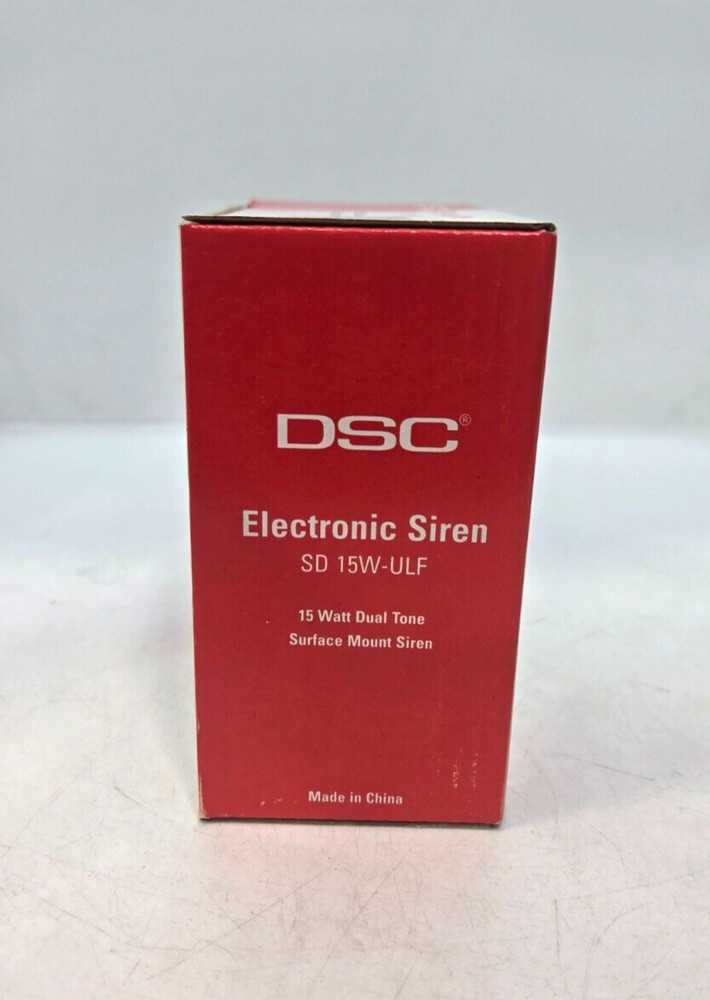 DSC®
Electronic Siren
SD 15W-ULF
15 Watt Dual Tone
Surface Mount Siren
Made in China